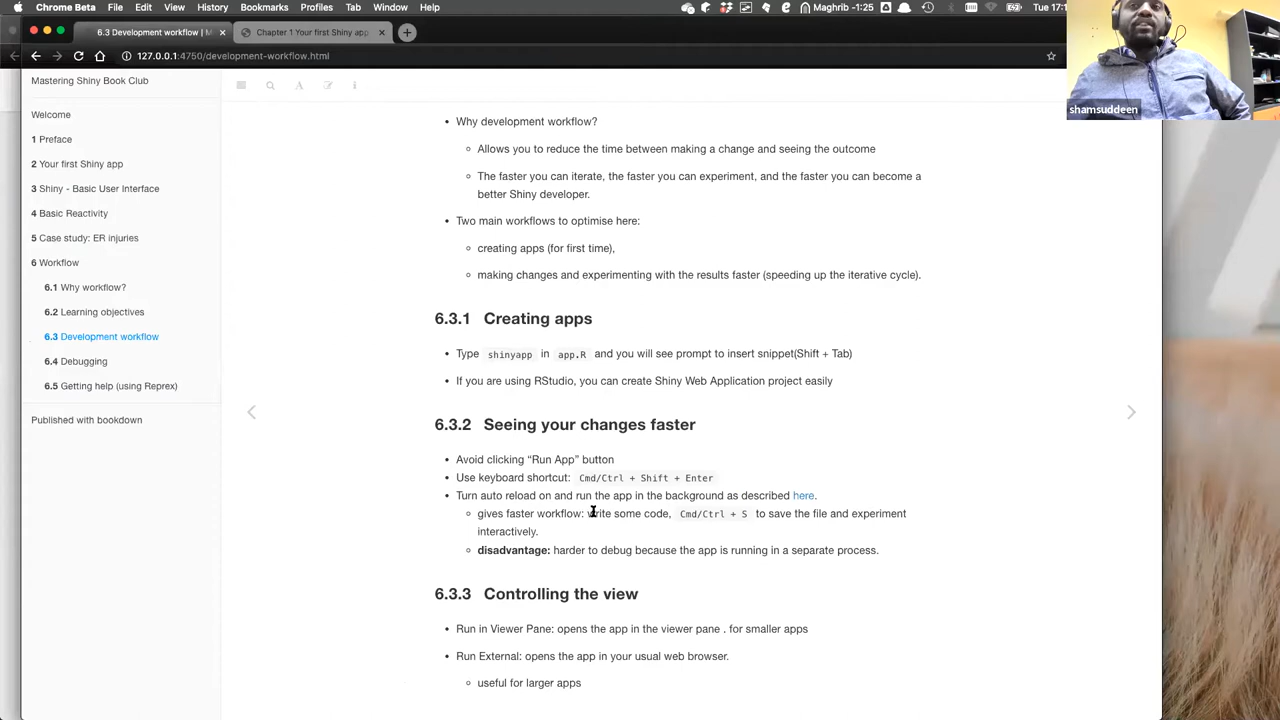 Chrome Beta File Edit View History Bookmarks Profiles Tab Window Help Maghrib -1:25 Tue 17:1
6.3 Development workflow | M
Chapter 1 Your first Shiny app
127.0.0.1:4750/development-workflow.html
shamsuddeen
Mastering Shiny Book Club
Welcome
1 Preface
2 Your first Shiny app
3 Shiny - Basic User Interface
4 Basic Reactivity
5 Case study: ER injuries
6 Workflow
6.1 Why workflow?
6.2 Learning objectives
6.3 Development workflow
6.4 Debugging
6.5 Getting help (using Reprex)
Published with bookdown
• Why development workflow?
Allows you to reduce the time between making a change and seeing the outcome
The faster you can iterate, the faster you can experiment, and the faster you can become a
better Shiny developer.
• Two main workflows to optimise here:
creating apps (for first time),
making changes and experimenting with the results faster (speeding up the iterative cycle).
6.3.1 Creating apps
• Type shinyapp in app.R and you will see prompt to insert snippet(Shift + Tab)
• If you are using RStudio, you can create Shiny Web Application project easily
6.3.2 Seeing your changes faster
• Avoid clicking “Run App” button
• Use keyboard shortcut: Cmd/Ctrl + Shift + Enter
• Turn auto reload on and run the app in the background as described here.
gives faster workflow: write some code, Cmd/Ctrl + S to save the file and experiment
interactively.
disadvantage: harder to debug because the app is running in a separate process.
6.3.3 Controlling the view
• Run in Viewer Pane: opens the app in the viewer pane . for smaller apps
• Run External: opens the app in your usual web browser.
useful for larger apps